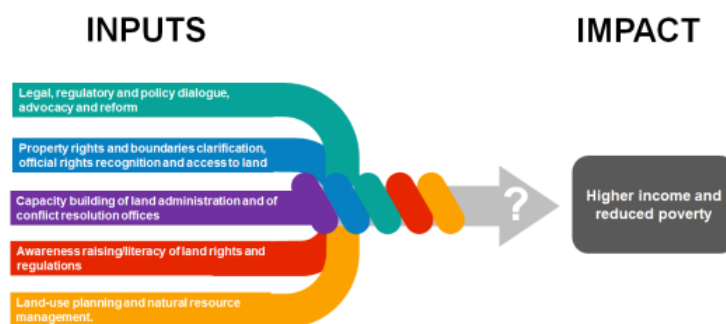 INPUTS
IMPACT
Legal, regulatory and policy dialogue,
advocacy and reform
Property rights and boundaries clarification,
official rights recognition and access to land
Capacity building of land administration and of
conflict resolution offices
Awareness raising/literacy of land rights and
regulations
Land-use planning and natural resource
management.
?
Higher income and
reduced poverty